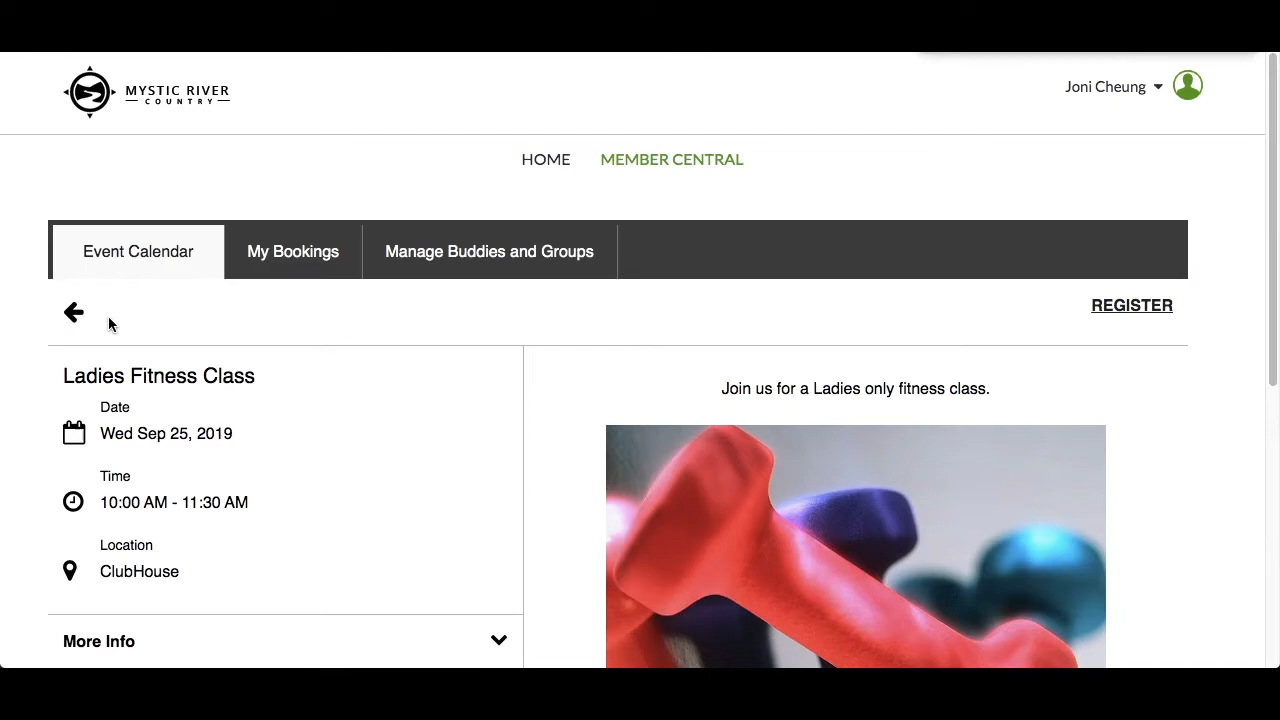 MYSTIC RIVER
COUNTRY
Joni Cheung
HOME MEMBER CENTRAL
Event Calendar My Bookings Manage Buddies and Groups
REGISTER
Ladies Fitness Class
Date
Wed Sep 25, 2019
Time
10:00 AM - 11:30 AM
Location
ClubHouse
More Info
Join us for a Ladies only fitness class.